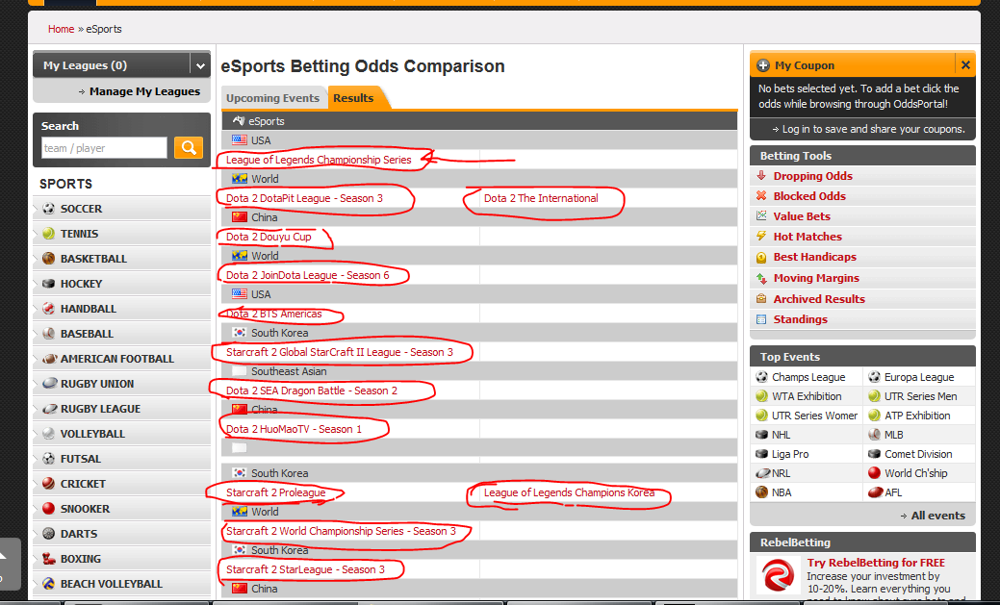 Home » eSports
My Leagues (0)
→ Manage My Leagues
Search
team / player
SPORTS
SOCCER
TENNIS
BASKETBALL
HOCKEY
HANDBALL
BASEBALL
AMERICAN FOOTBALL
RUGBY UNION
RUGBY LEAGUE
VOLLEYBALL
FUTSAL
CRICKET
SNOOKER
DARTS
BOXING
BEACH VOLLEYBALL
eSports Betting Odds Comparison
Upcoming Events Results
eSports
USA
League of Legends Championship Series
World
Dota 2 DotaPit League - Season 3 Dota 2 The International
China
Dota 2 Douyu Cup
World
Dota 2 JoinDota League - Season 6
USA
Dota 2 BTS Americas
South Korea
Starcraft 2 Global StarCraft II League - Season 3
Southeast Asian
Dota 2 SEA Dragon Battle - Season 2
China
Dota 2 HuoMaoTV - Season 1
South Korea
Starcraft 2 Proleague League of Legends Champions Korea
World
Starcraft 2 World Championship Series - Season 3
South Korea
Starcraft 2 StarLeague - Season 3
China
My Coupon
No bets selected yet. To add a bet click the
odds while browsing through OddsPortal!
→ Log in to save and share your coupons.
Betting Tools
Dropping Odds
Blocked Odds
Value Bets
Hot Matches
Best Handicaps
Moving Margins
Archived Results
Standings
Top Events
Champs League Europa League
WTA Exhibition UTR Series Men
UTR Series Women ATP Exhibition
NHL MLB
Liga Pro Comet Division
NRL World Ch'ship
NBA AFL
→ All events
RebelBetting
Try RebelBetting for FREE
Increase your investment by
10-20%. Learn everything you